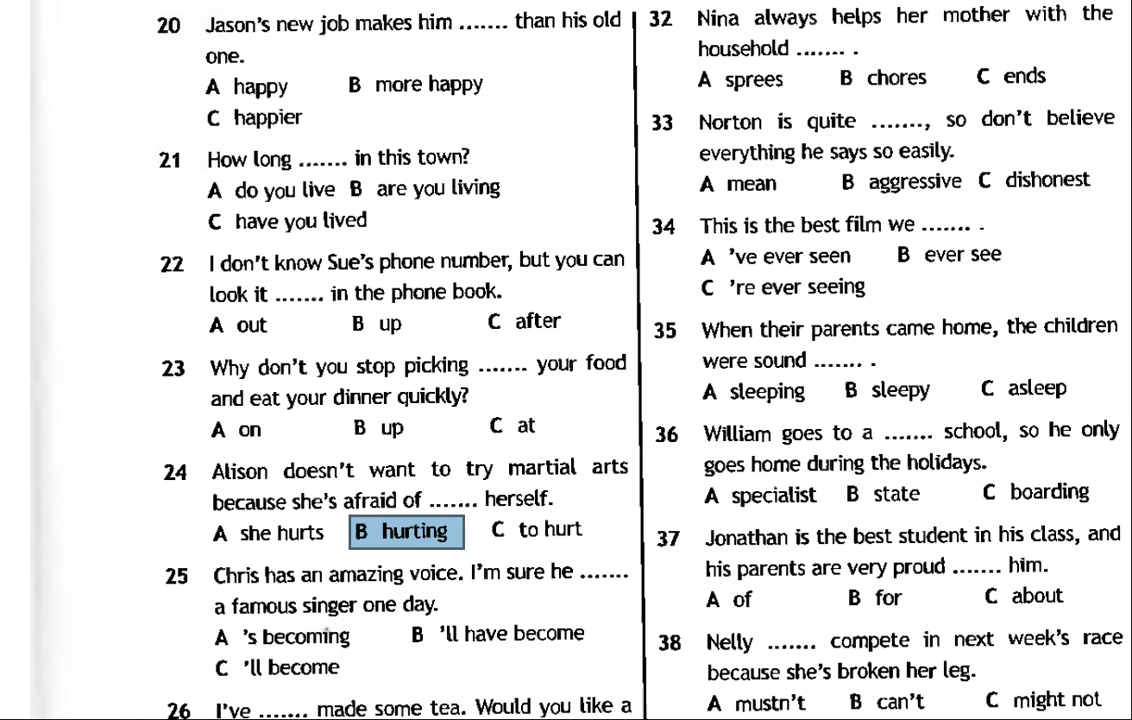 20 Jason's new job makes him ....... than his old
one.
A happy B more happy
C happier
21 How long ....... in this town?
A do you live B are you living
C have you lived
22 I don't know Sue's phone number, but you can
look it ....... in the phone book.
A out B up C after
23 Why don't you stop picking ....... your food
and eat your dinner quickly?
A on B up C at
24 Alison doesn't want to try martial arts
because she's afraid of ....... herself.
A she hurts B hurting C to hurt
25 Chris has an amazing voice. I'm sure he .......
a famous singer one day.
A 's becoming B 'll have become
C 'll become
26 I've ....... made some tea. Would you like a
32 Nina always helps her mother with the
household ....... .
A sprees B chores C ends
33 Norton is quite ......., so don't believe
everything he says so easily.
A mean B aggressive C dishonest
34 This is the best film we ....... .
A 've ever seen B ever see
C 're ever seeing
35 When their parents came home, the children
were sound ....... .
A sleeping B sleepy C asleep
36 William goes to a ....... school, so he only
goes home during the holidays.
A specialist B state C boarding
37 Jonathan is the best student in his class, and
his parents are very proud ....... him.
A of B for C about
38 Nelly ....... compete in next week's race
because she's broken her leg.
A mustn't B can't C might not